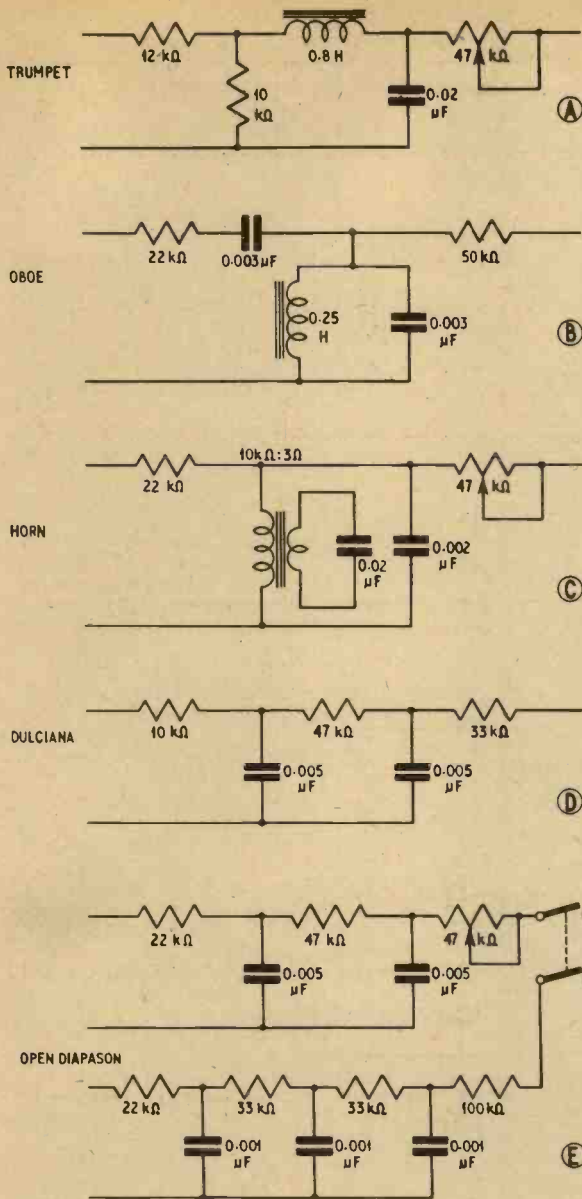 12 kΩ
0.8 H
47 kΩ
TRUMPET
10
kΩ
0.02
μF
A
22 kΩ
0.003 μF
50 kΩ
OBOE
0.25
H
0.003
μF
B
10kΩ:3Ω
22 kΩ
47 kΩ
HORN
0.02
μF
0.002
μF
C
10 kΩ
47 kΩ
33 kΩ
DULCIANA
0.005
μF
0.005
μF
D
22 kΩ
47 kΩ
47 kΩ
0.005
μF
0.005
μF
OPEN DIAPASON
22 kΩ
33 kΩ
33 kΩ
100 kΩ
0.001
μF
0.001
μF
0.001
μF
E